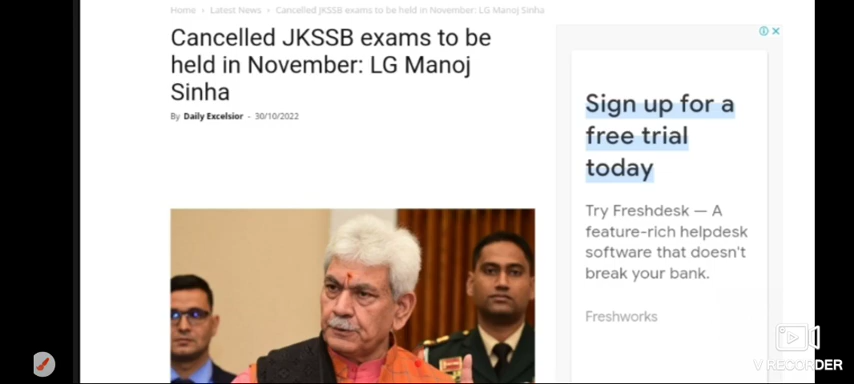 Home › Latest News › Cancelled JKSSB exams to be held in November: LG Manoj Sinha
Cancelled JKSSB exams to be
held in November: LG Manoj
Sinha
By Daily Excelsior - 30/10/2022
Sign up for a
free trial
today
Try Freshdesk — A
feature-rich helpdesk
software that doesn't
break your bank.
Freshworks
V RECORDER